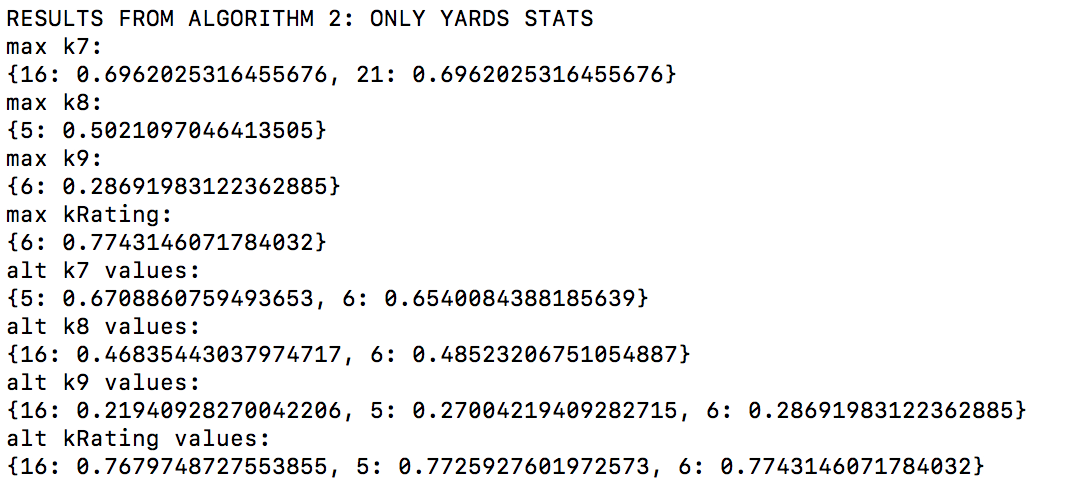 RESULTS FROM ALGORITHM 2: ONLY YARDS STATS
max k7:
{16: 0.6962025316455676, 21: 0.6962025316455676}
max k8:
{5: 0.5021097046413505}
max k9:
{6: 0.28691983122362885}
max kRating:
{6: 0.7743146071784032}
alt k7 values:
{5: 0.6708860759493653, 6: 0.6540084388185639}
alt k8 values:
{16: 0.46835443037974717, 6: 0.48523206751054887}
alt k9 values:
{16: 0.21940928270042206, 5: 0.27004219409282715, 6: 0.28691983122362885}
alt kRating values:
{16: 0.7679748727553855, 5: 0.7725927601972573, 6: 0.7743146071784032}